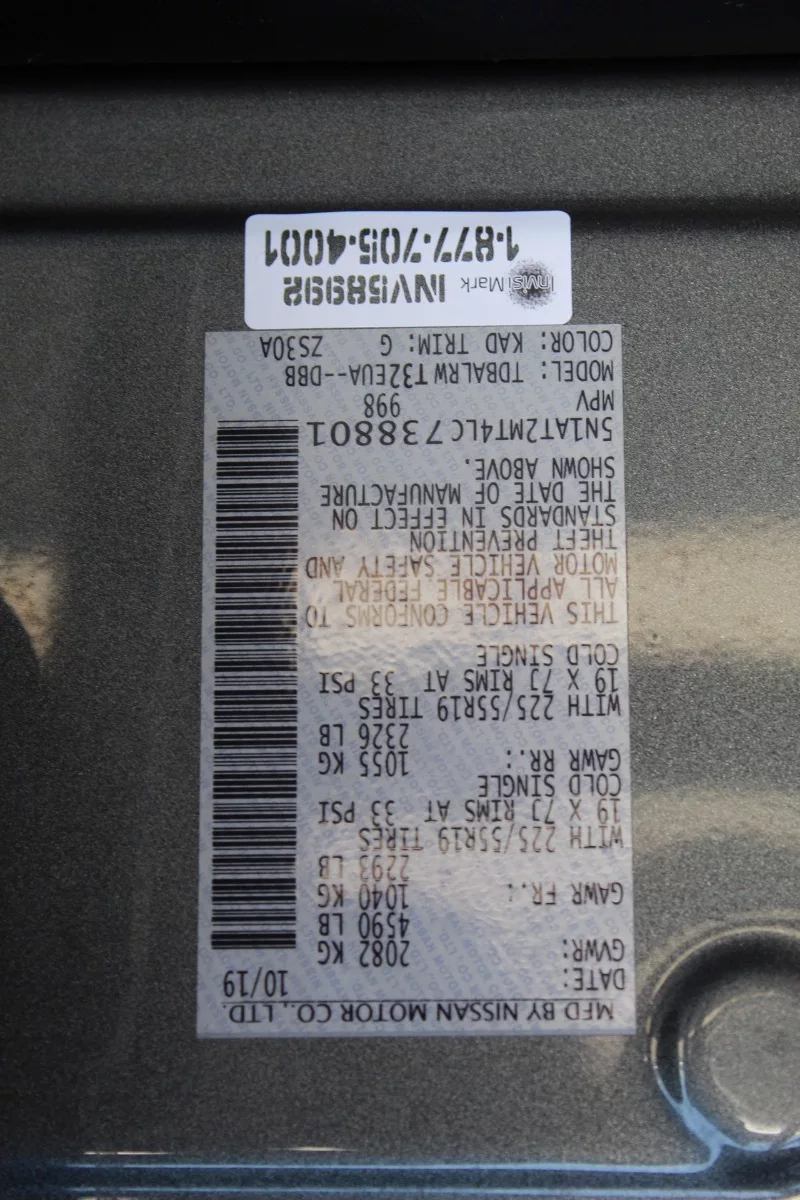 MFD BY NISSAN MOTOR CO., LTD.
DATE: 10/19
GVWR: 2082 KG
4590 LB
GAWR FR.: 1040 KG
2293 LB
WITH 225/55R19 TIRES
19 X 7J RIMS AT 33 PSI
COLD SINGLE
GAWR RR.: 1055 KG
2326 LB
WITH 225/55R19 TIRES
19 X 7J RIMS AT 33 PSI
COLD SINGLE
THIS VEHICLE CONFORMS TO
ALL APPLICABLE FEDERAL
MOTOR VEHICLE SAFETY AND
THEFT PREVENTION
STANDARDS IN EFFECT ON
THE DATE OF MANUFACTURE
SHOWN ABOVE.
5N1AT2MT4LC738801
MPV 998
MODEL: TDBALRWT32EUA--DBB
COLOR: KAD TRIM: G ZS30A
InvisiMark INV58992
1-877-705-4001